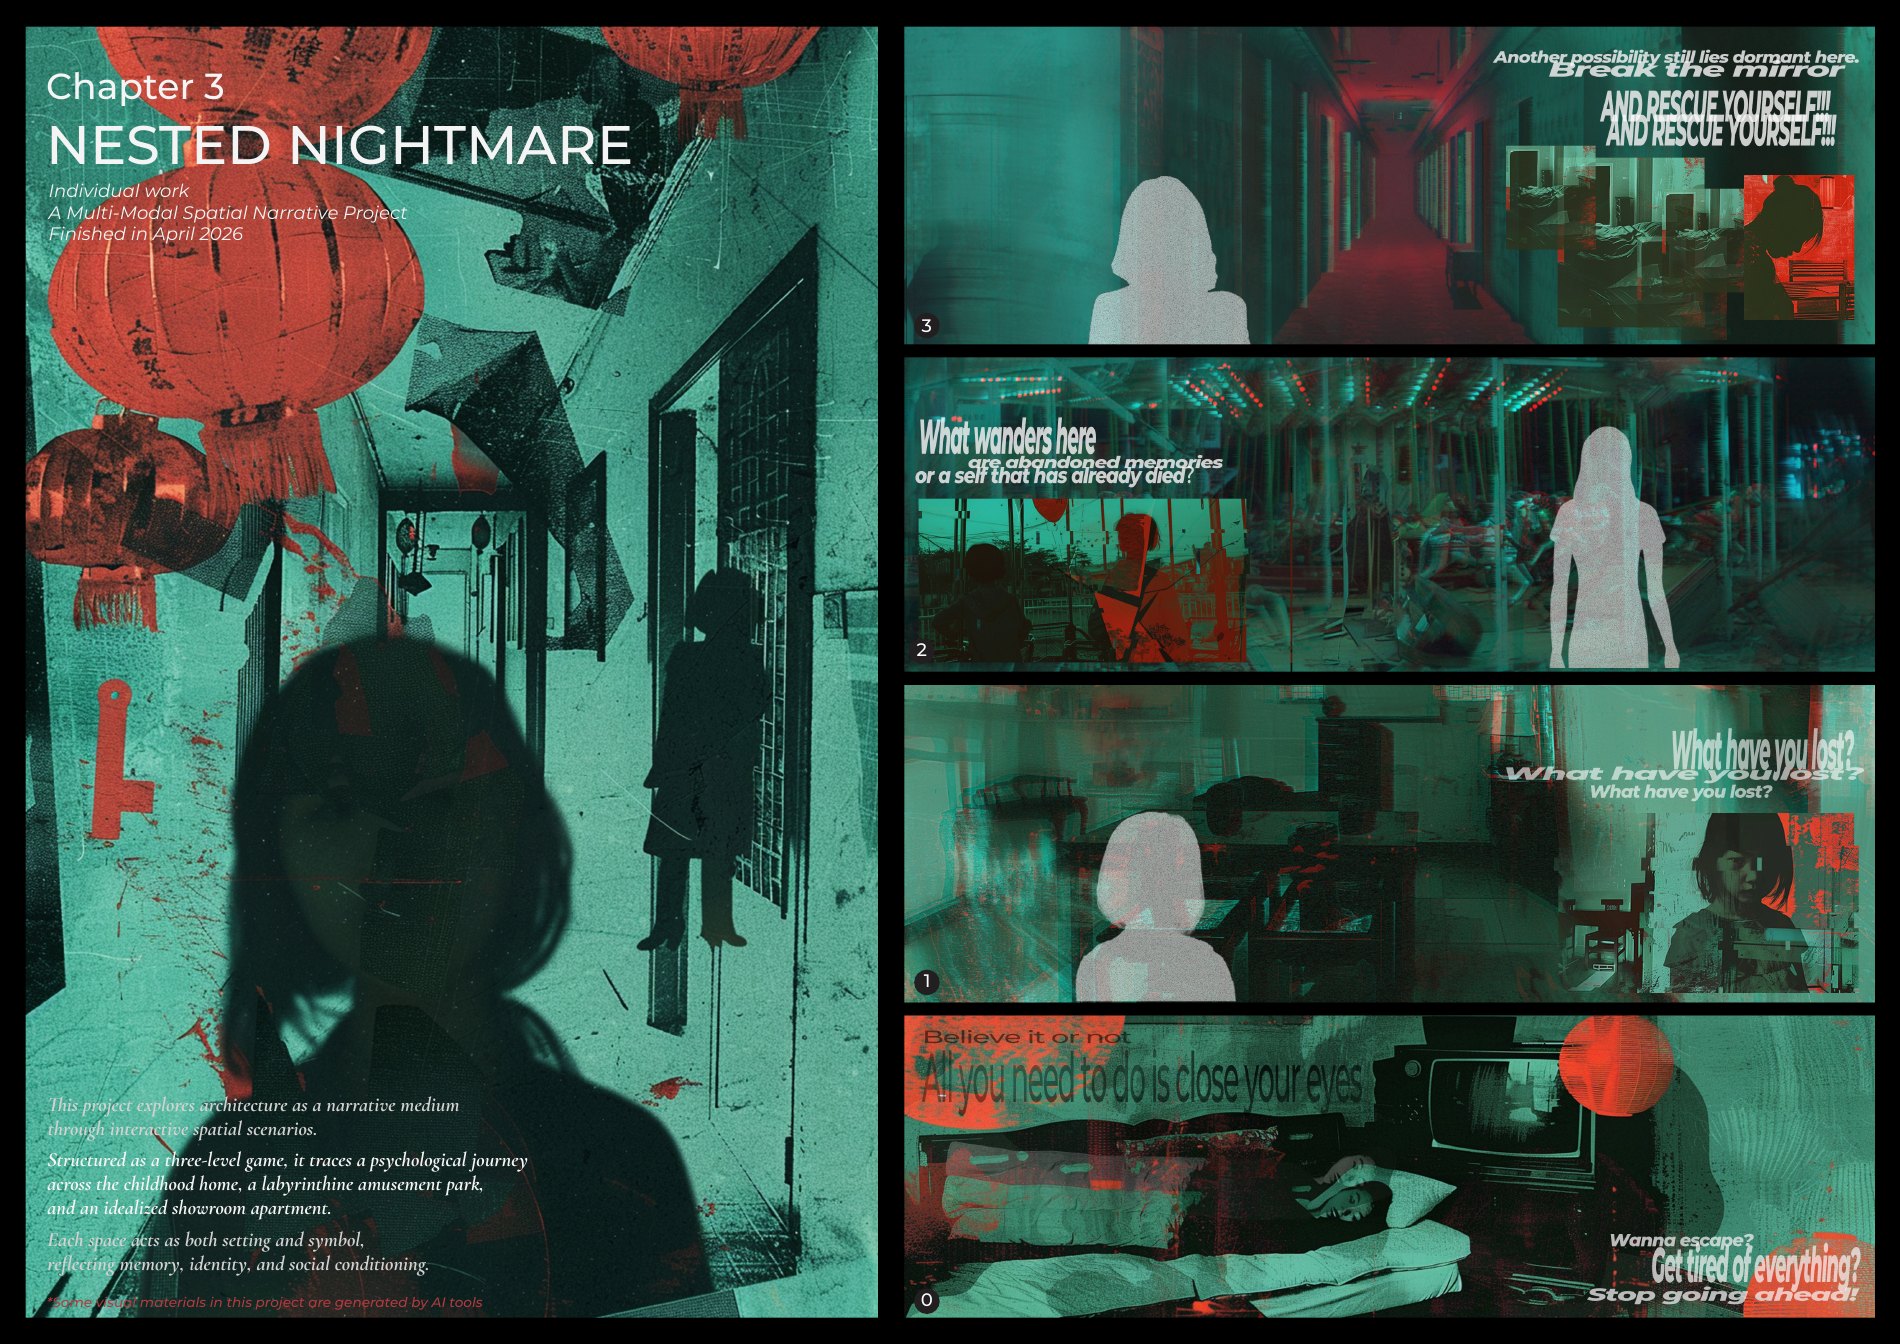 Chapter 3
NESTED NIGHTMARE
Individual work
A Multi-Modal Spatial Narrative Project
Finished in April 2026
This project explores architecture as a narrative medium
through interactive spatial scenarios.
Structured as a three-level game, it traces a psychological journey
across the childhood home, a labyrinthine amusement park,
and an idealized showroom apartment.
Each space acts as both setting and symbol,
reflecting memory, identity, and social conditioning.
*Some visual materials in this project are generated by AI tools
Another possibility still lies dormant here.
Break the mirror
AND RESCUE YOURSELF!!!
AND RESCUE YOURSELF!!!
3
What wanders here
are abandoned memories
or a self that has already died?
2
What have you lost?
What have you lost?
What have you lost?
1
Believe it or not
All you need to do is close your eyes
Wanna escape?
Get tired of everything?
Stop going ahead!
0